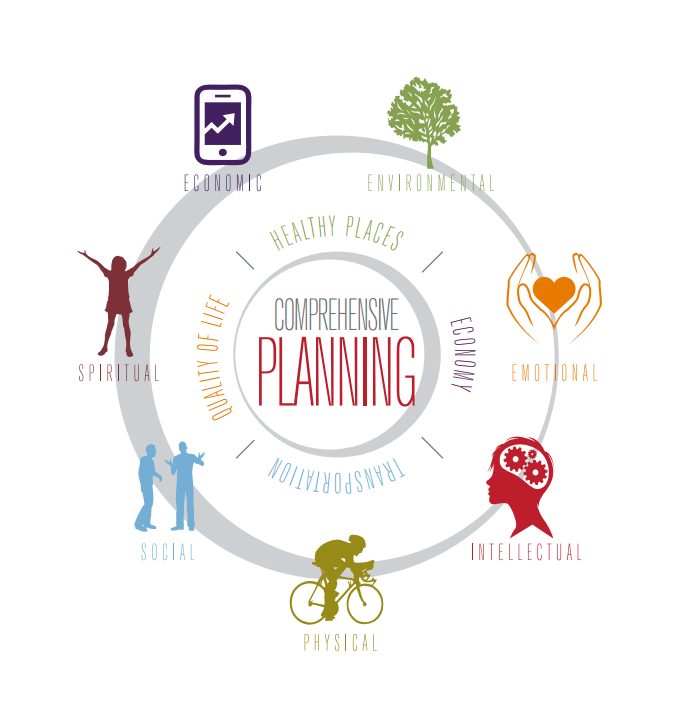 ECONOMIC
ENVIRONMENTAL
HEALTHY PLACES
SPIRITUAL
QUALITY OF LIFE
COMPREHENSIVE
PLANNING
ECONOMY
EMOTIONAL
TRANSPORTATION
SOCIAL
INTELLECTUAL
PHYSICAL